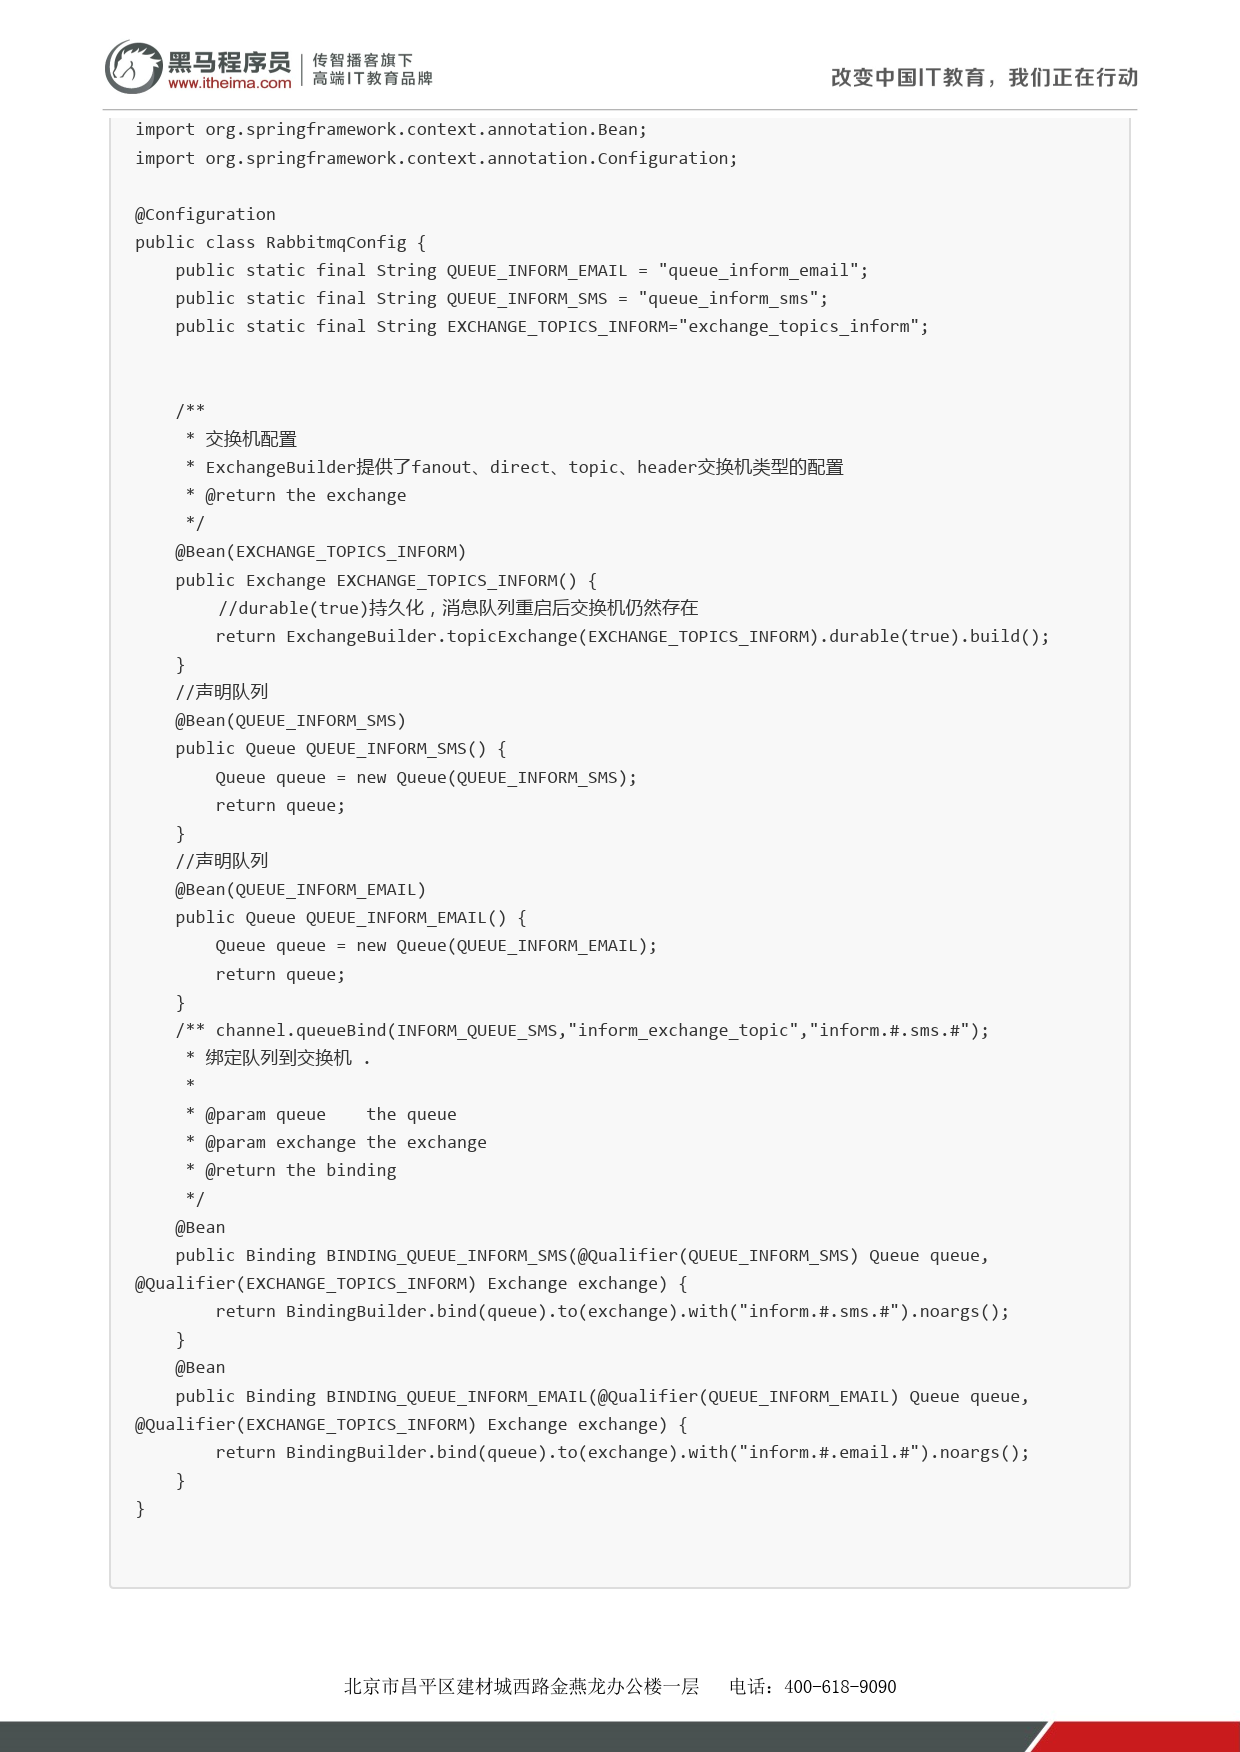 黑马程序员
www.itheima.com
传智播客旗下
高端IT教育品牌
改变中国IT教育，我们正在行动
import org.springframework.context.annotation.Bean;
import org.springframework.context.annotation.Configuration;
@Configuration
public class RabbitmqConfig {
    public static final String QUEUE_INFORM_EMAIL = "queue_inform_email";
    public static final String QUEUE_INFORM_SMS = "queue_inform_sms";
    public static final String EXCHANGE_TOPICS_INFORM="exchange_topics_inform";
    /**
     * 交换机配置
     * ExchangeBuilder提供了fanout、direct、topic、header交换机类型的配置
     * @return the exchange
     */
    @Bean(EXCHANGE_TOPICS_INFORM)
    public Exchange EXCHANGE_TOPICS_INFORM() {
        //durable(true)持久化，消息队列重启后交换机仍然存在
        return ExchangeBuilder.topicExchange(EXCHANGE_TOPICS_INFORM).durable(true).build();
    }
    //声明队列
    @Bean(QUEUE_INFORM_SMS)
    public Queue QUEUE_INFORM_SMS() {
        Queue queue = new Queue(QUEUE_INFORM_SMS);
        return queue;
    }
    //声明队列
    @Bean(QUEUE_INFORM_EMAIL)
    public Queue QUEUE_INFORM_EMAIL() {
        Queue queue = new Queue(QUEUE_INFORM_EMAIL);
        return queue;
    }
    /** channel.queueBind(INFORM_QUEUE_SMS,"inform_exchange_topic","inform.#.sms.#");
     * 绑定队列到交换机 .
     *
     * @param queue    the queue
     * @param exchange the exchange
     * @return the binding
     */
    @Bean
    public Binding BINDING_QUEUE_INFORM_SMS(@Qualifier(QUEUE_INFORM_SMS) Queue queue,
@Qualifier(EXCHANGE_TOPICS_INFORM) Exchange exchange) {
        return BindingBuilder.bind(queue).to(exchange).with("inform.#.sms.#").noargs();
    }
    @Bean
    public Binding BINDING_QUEUE_INFORM_EMAIL(@Qualifier(QUEUE_INFORM_EMAIL) Queue queue,
@Qualifier(EXCHANGE_TOPICS_INFORM) Exchange exchange) {
        return BindingBuilder.bind(queue).to(exchange).with("inform.#.email.#").noargs();
    }
}
北京市昌平区建材城西路金燕龙办公楼一层 电话：400-618-9090